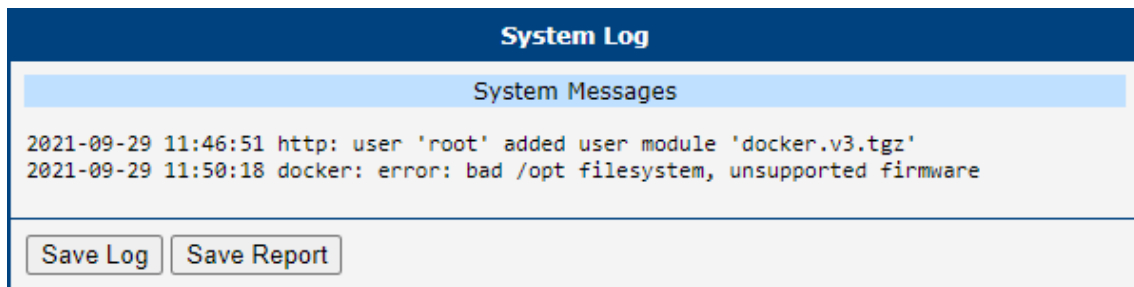 System Log
System Messages
2021-09-29 11:46:51 http: user 'root' added user module 'docker.v3.tgz'
2021-09-29 11:50:18 docker: error: bad /opt filesystem, unsupported firmware
Save Log Save Report